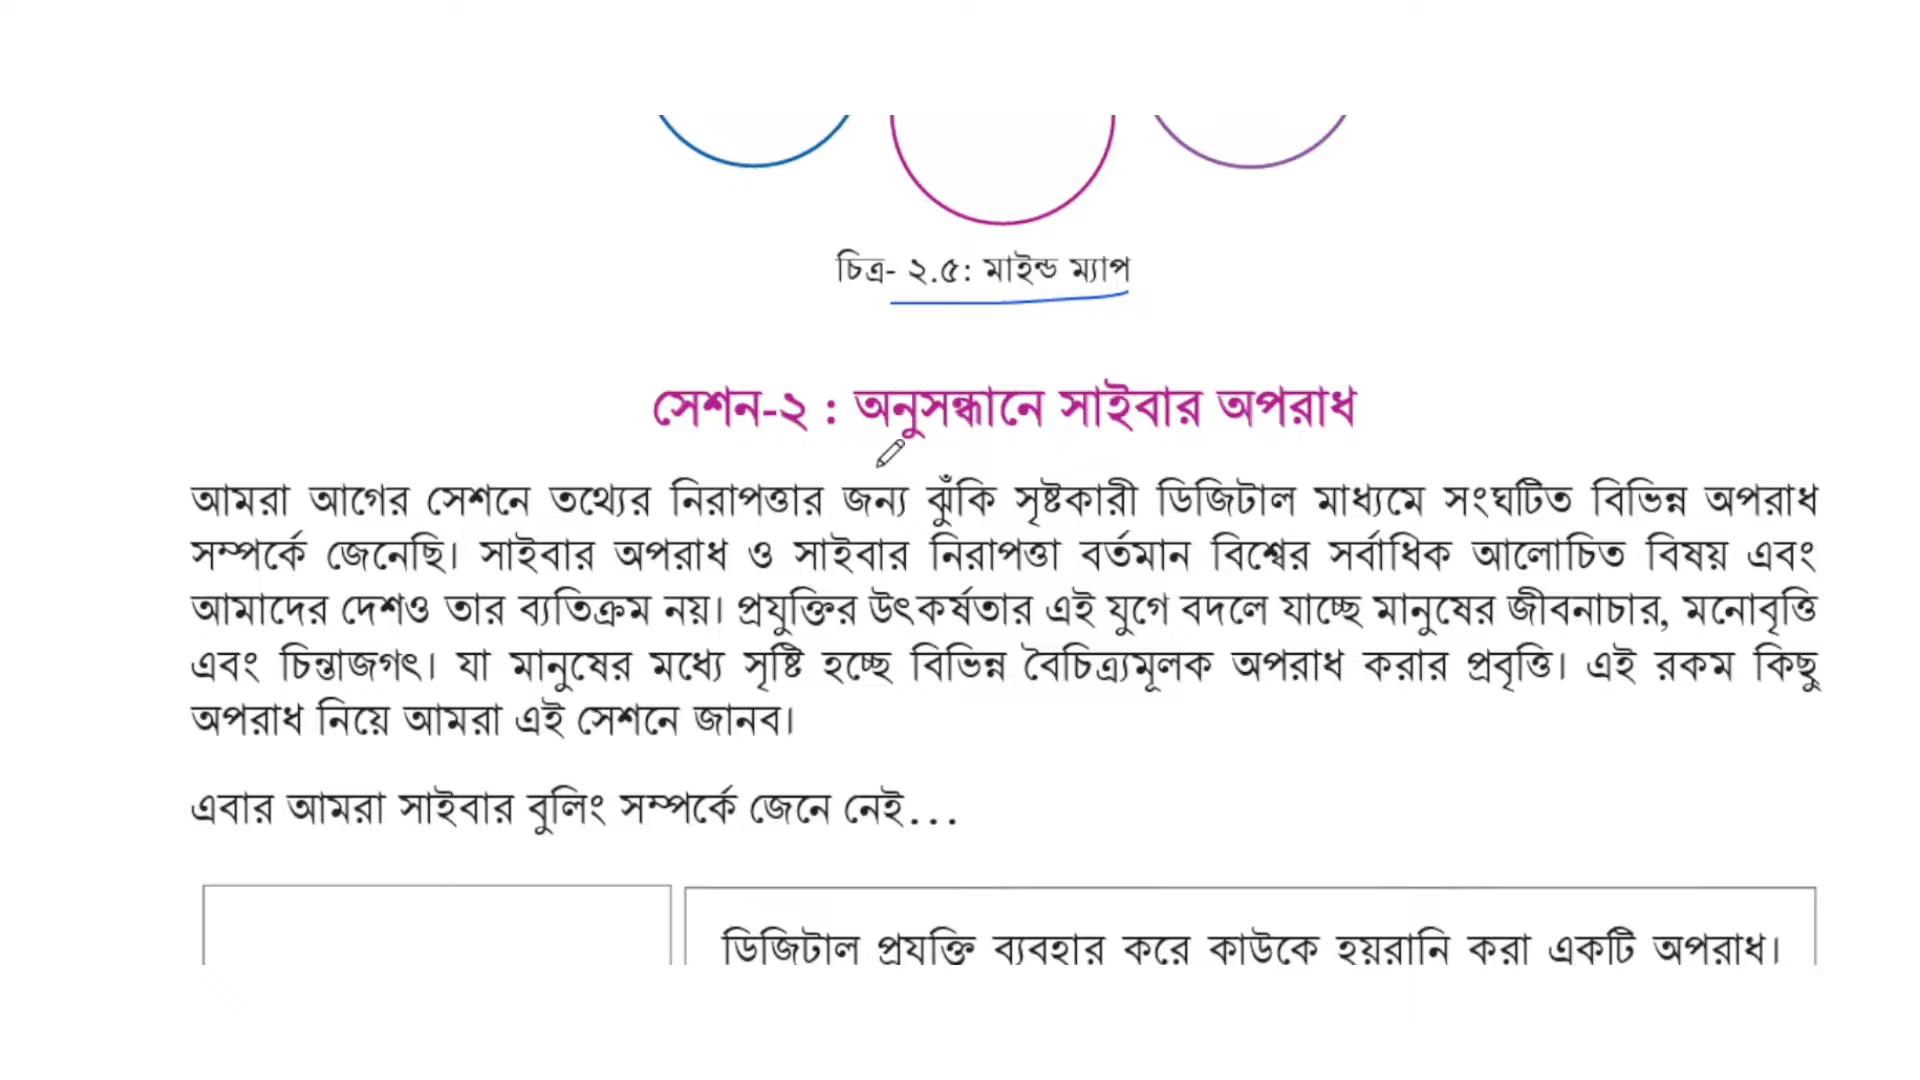 চিত্র- ২.৫: মাইন্ড ম্যাপ
সেশন-২ : অনুসন্ধানে সাইবার অপরাধ
আমরা আগের সেশনে তথ্যের নিরাপত্তার জন্য ঝুঁকি সৃষ্টকারী ডিজিটাল মাধ্যমে সংঘটিত বিভিন্ন অপরাধ
সম্পর্কে জেনেছি। সাইবার অপরাধ ও সাইবার নিরাপত্তা বর্তমান বিশ্বের সর্বাধিক আলোচিত বিষয় এবং
আমাদের দেশও তার ব্যতিক্রম নয়। প্রযুক্তির উৎকর্ষতার এই যুগে বদলে যাচ্ছে মানুষের জীবনাচার, মনোবৃত্তি
এবং চিন্তাজগৎ। যা মানুষের মধ্যে সৃষ্টি হচ্ছে বিভিন্ন বৈচিত্র্যমূলক অপরাধ করার প্রবৃত্তি। এই রকম কিছু
অপরাধ নিয়ে আমরা এই সেশনে জানব।
এবার আমরা সাইবার বুলিং সম্পর্কে জেনে নেই...
ডিজিটাল প্রযুক্তি ব্যবহার করে কাউকে হয়রানি করা একটি অপরাধ।